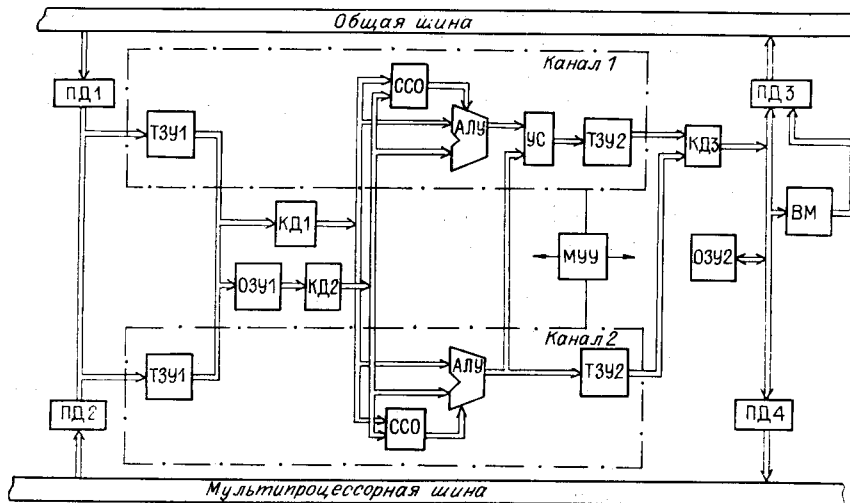 Общая шина
Канал 1
ПД1
ССО
ПД3
ТЗУ1
АЛУ
УС
ТЗУ2
КД3
КД1
ВМ
МУУ
ОЗУ2
ОЗУ1
КД2
Канал 2
ТЗУ1
АЛУ
ТЗУ2
ПД2
ССО
ПД4
Мультипроцессорная шина